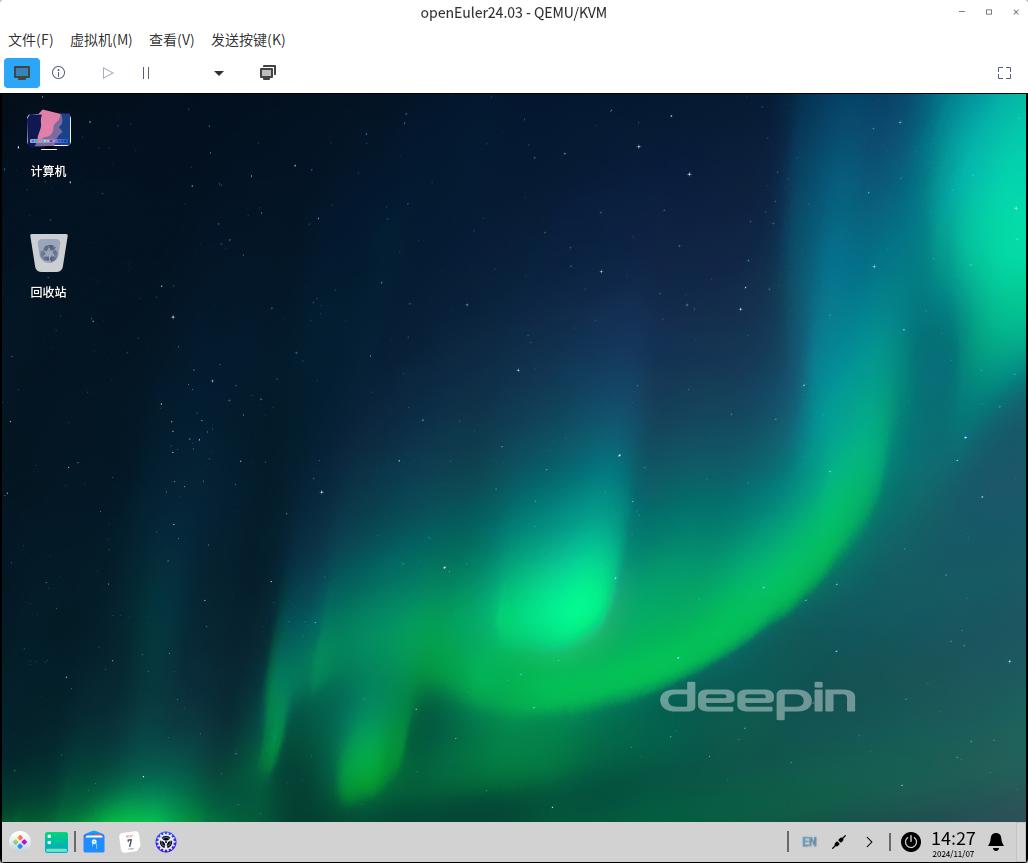 openEuler24.03 - QEMU/KVM
文件(F) 虚拟机(M) 查看(V) 发送按键(K)
计算机
回收站
deepin
7
EN
14:27
2024/11/07